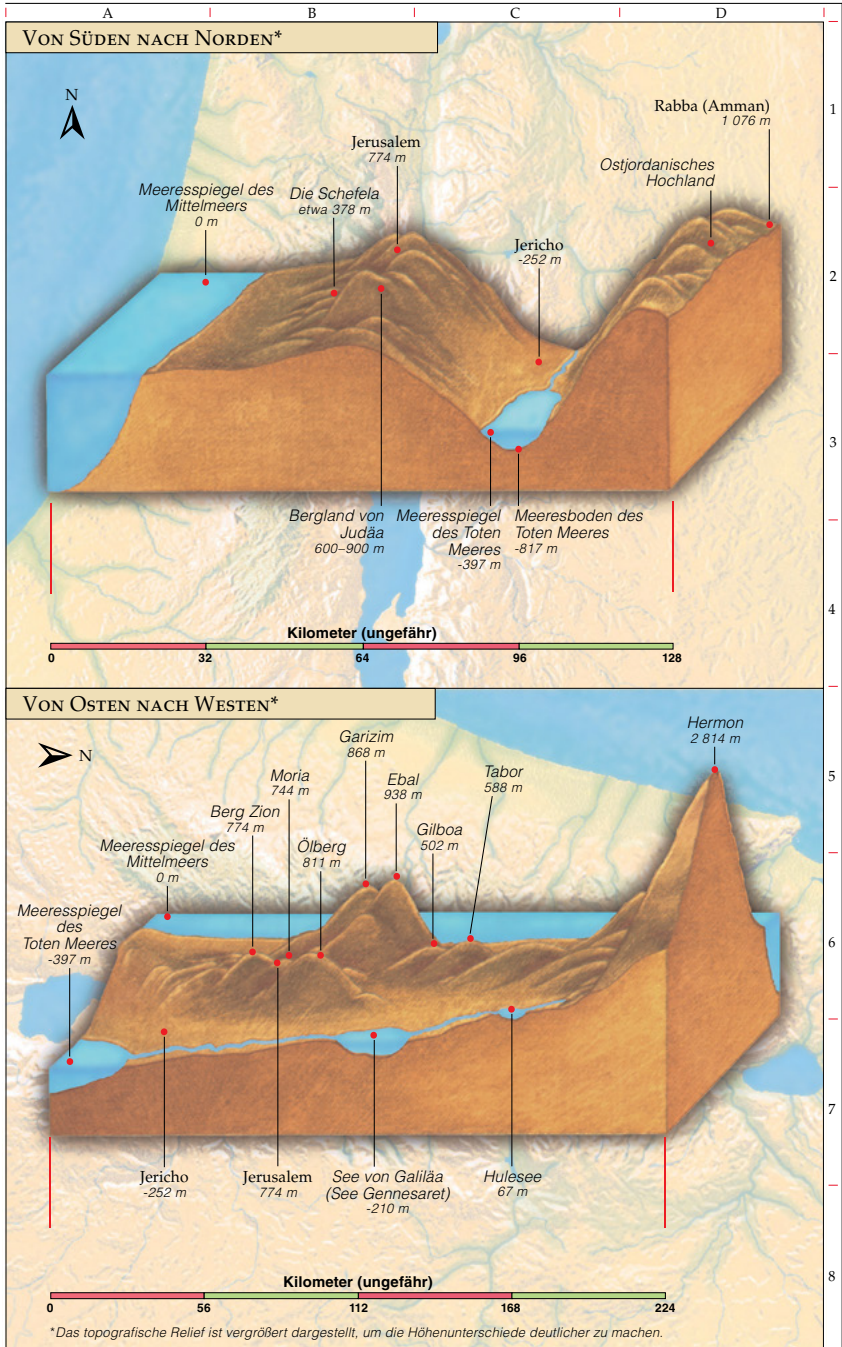 A B C D
VON SÜDEN NACH NORDEN*
N
1
Rabba (Amman)
1 076 m
Jerusalem
774 m
Ostjordanisches
Hochland
Meeresspiegel des
Mittelmeers
0 m
Die Schefela
etwa 378 m
Jericho
-252 m
2
3
Bergland von
Judäa
600–900 m
Meeresspiegel
des Toten
Meeres
-397 m
Meeresboden des
Toten Meeres
-817 m
4
Kilometer (ungefähr)
0 32 64 96 128
VON OSTEN NACH WESTEN*
N
Hermon
2 814 m
5
Garizim
868 m
Moria
744 m
Ebal
938 m
Tabor
588 m
Berg Zion
774 m
Ölberg
811 m
Gilboa
502 m
Meeresspiegel des
Mittelmeers
0 m
Meeresspiegel
des
Toten Meeres
-397 m
6
7
Jericho
-252 m
Jerusalem
774 m
See von Galiläa
(See Gennesaret)
-210 m
Hulesee
67 m
8
Kilometer (ungefähr)
0 56 112 168 224
*Das topografische Relief ist vergrößert dargestellt, um die Höhenunterschiede deutlicher zu machen.